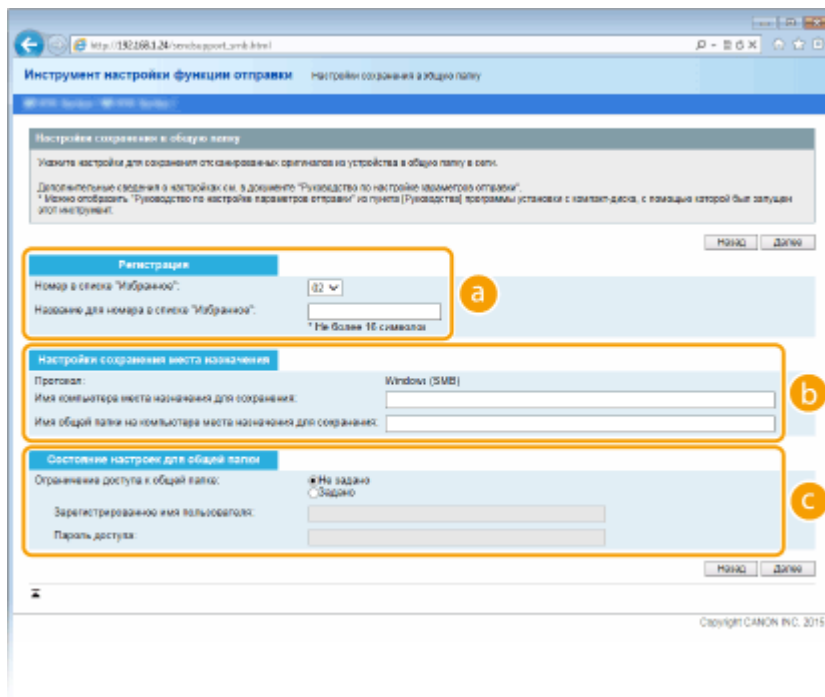 http://192.168.1.24/sendsupport_smb.html
Инструмент настройки функции отправки Настройки сохранения в общую папку
Настройки сохранения в общую папку
Укажите настройки для сохранения отсканированных оригиналов из устройства в общую папку в сети.
Дополнительные сведения о настройках см. в документе "Руководство по настройке параметров отправки".
* Можно отобразить "Руководство по настройке параметров отправки" из пункта [Руководства] программы установки с компакт-диска, с помощью которой был запущен
этот инструмент.
Назад Далее
Регистрация
Номер в списке "Избранное": 02
Название для номера в списке "Избранное":
* Не более 16 символов
a
Настройки сохранения места назначения
Протокол: Windows (SMB)
Имя компьютера места назначения для сохранения:
Имя общей папки на компьютере места назначения для сохранения:
b
Состояние настроек для общей папки
Ограничение доступа к общей папке: Не задано
Задано
Зарегистрированное имя пользователя:
Пароль доступа:
c
Назад Далее
Copyright CANON INC. 2015